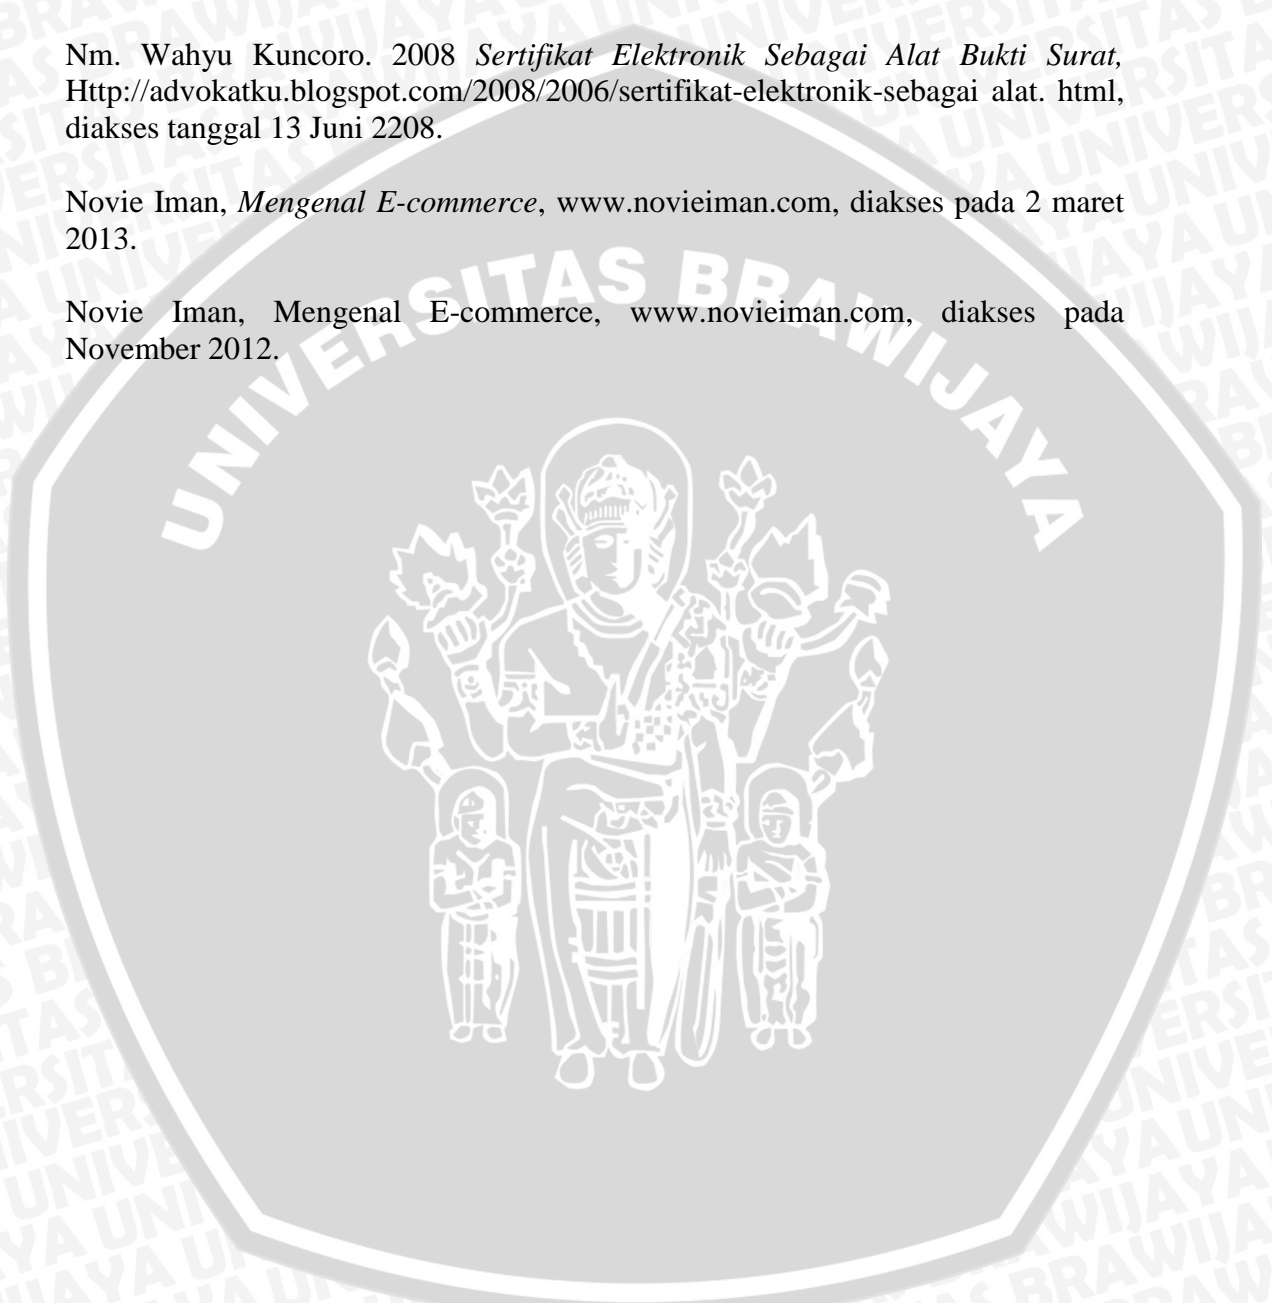 Nm. Wahyu Kuncoro. 2008 Sertifikat Elektronik Sebagai Alat Bukti Surat,
Http://advokatku.blogspot.com/2008/2006/sertifikat-elektronik-sebagai alat. html,
diakses tanggal 13 Juni 2208.
Novie Iman, Mengenal E-commerce, www.novieiman.com, diakses pada 2 maret
2013.
Novie Iman, Mengenal E-commerce, www.novieiman.com, diakses pada
November 2012.
UNIVERSITAS BRAWIJAYA